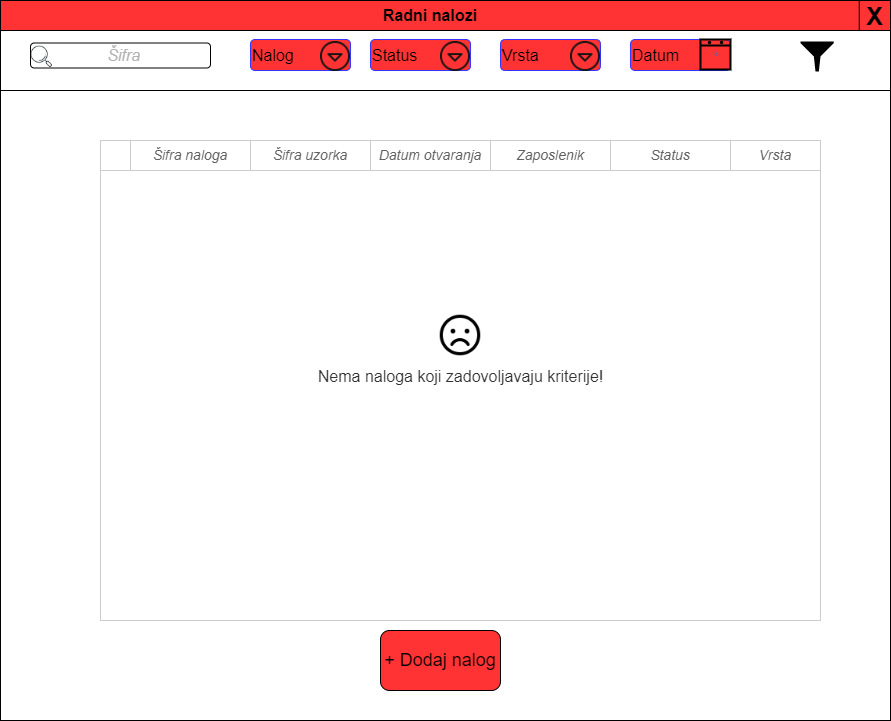 Radni nalozi
X
Šifra
Nalog
Status
Vrsta
Datum
Šifra naloga
Šifra uzorka
Datum otvaranja
Zaposlenik
Status
Vrsta
Nema naloga koji zadovoljavaju kriterije!
+ Dodaj nalog